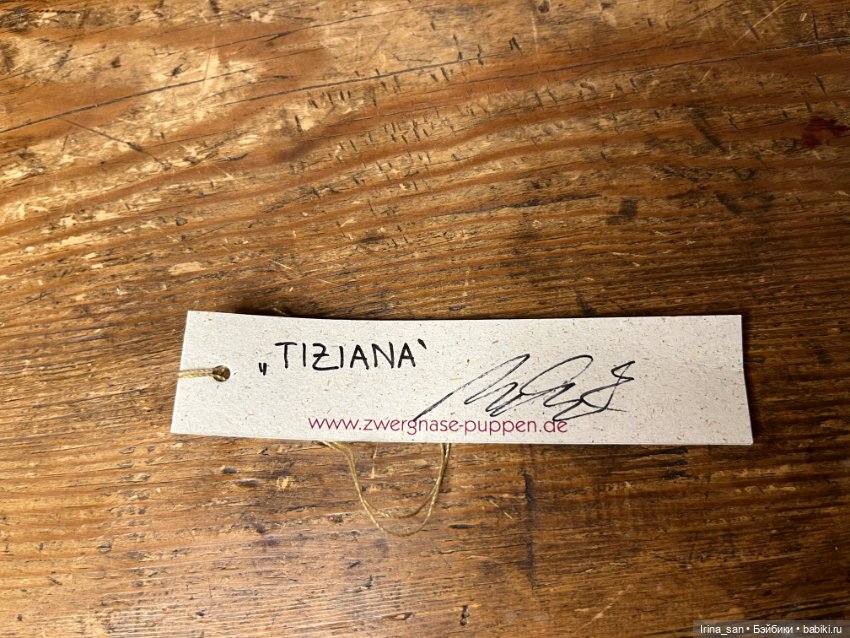 „TIZIANA“
www.zwergnase-puppen.de
Irina_san • Бэйбики • babiki.ru